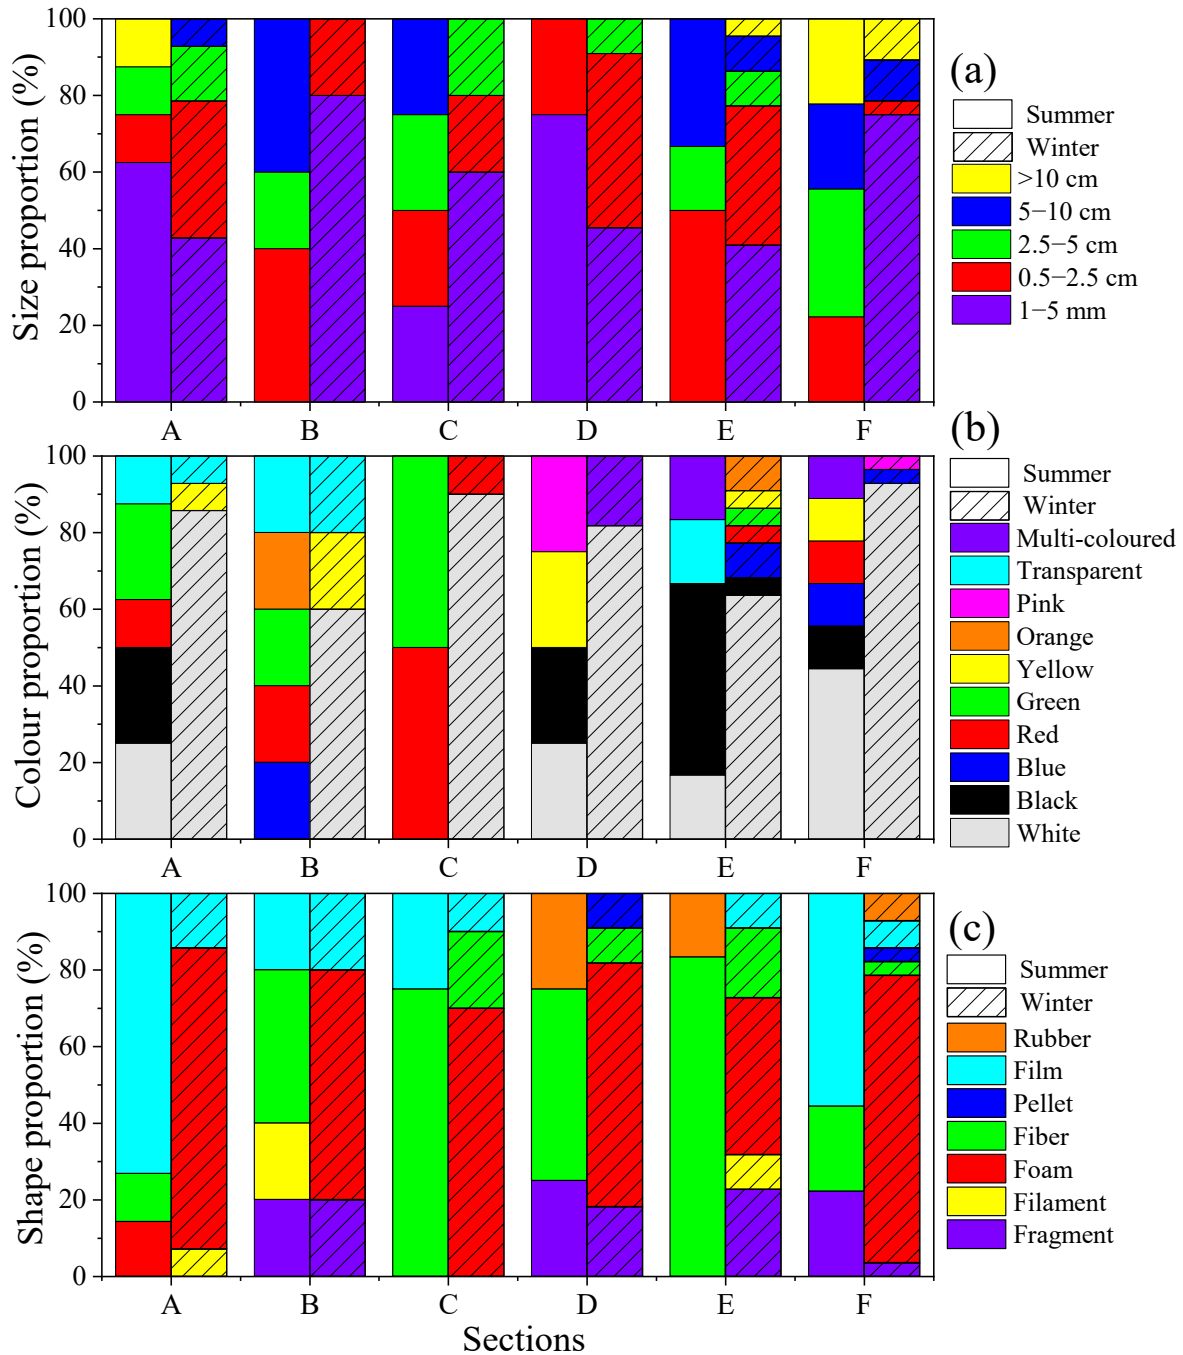 Size proportion (%)
100
80
60
40
20
0
A B C D E F
(a)
Summer
Winter
>10 cm
5−10 cm
2.5−5 cm
0.5−2.5 cm
1−5 mm
Colour proportion (%)
100
80
60
40
20
0
A B C D E F
(b)
Summer
Winter
Multi-coloured
Transparent
Pink
Orange
Yellow
Green
Red
Blue
Black
White
Shape proportion (%)
100
80
60
40
20
0
A B C D E F
Sections
(c)
Summer
Winter
Rubber
Film
Pellet
Fiber
Foam
Filament
Fragment